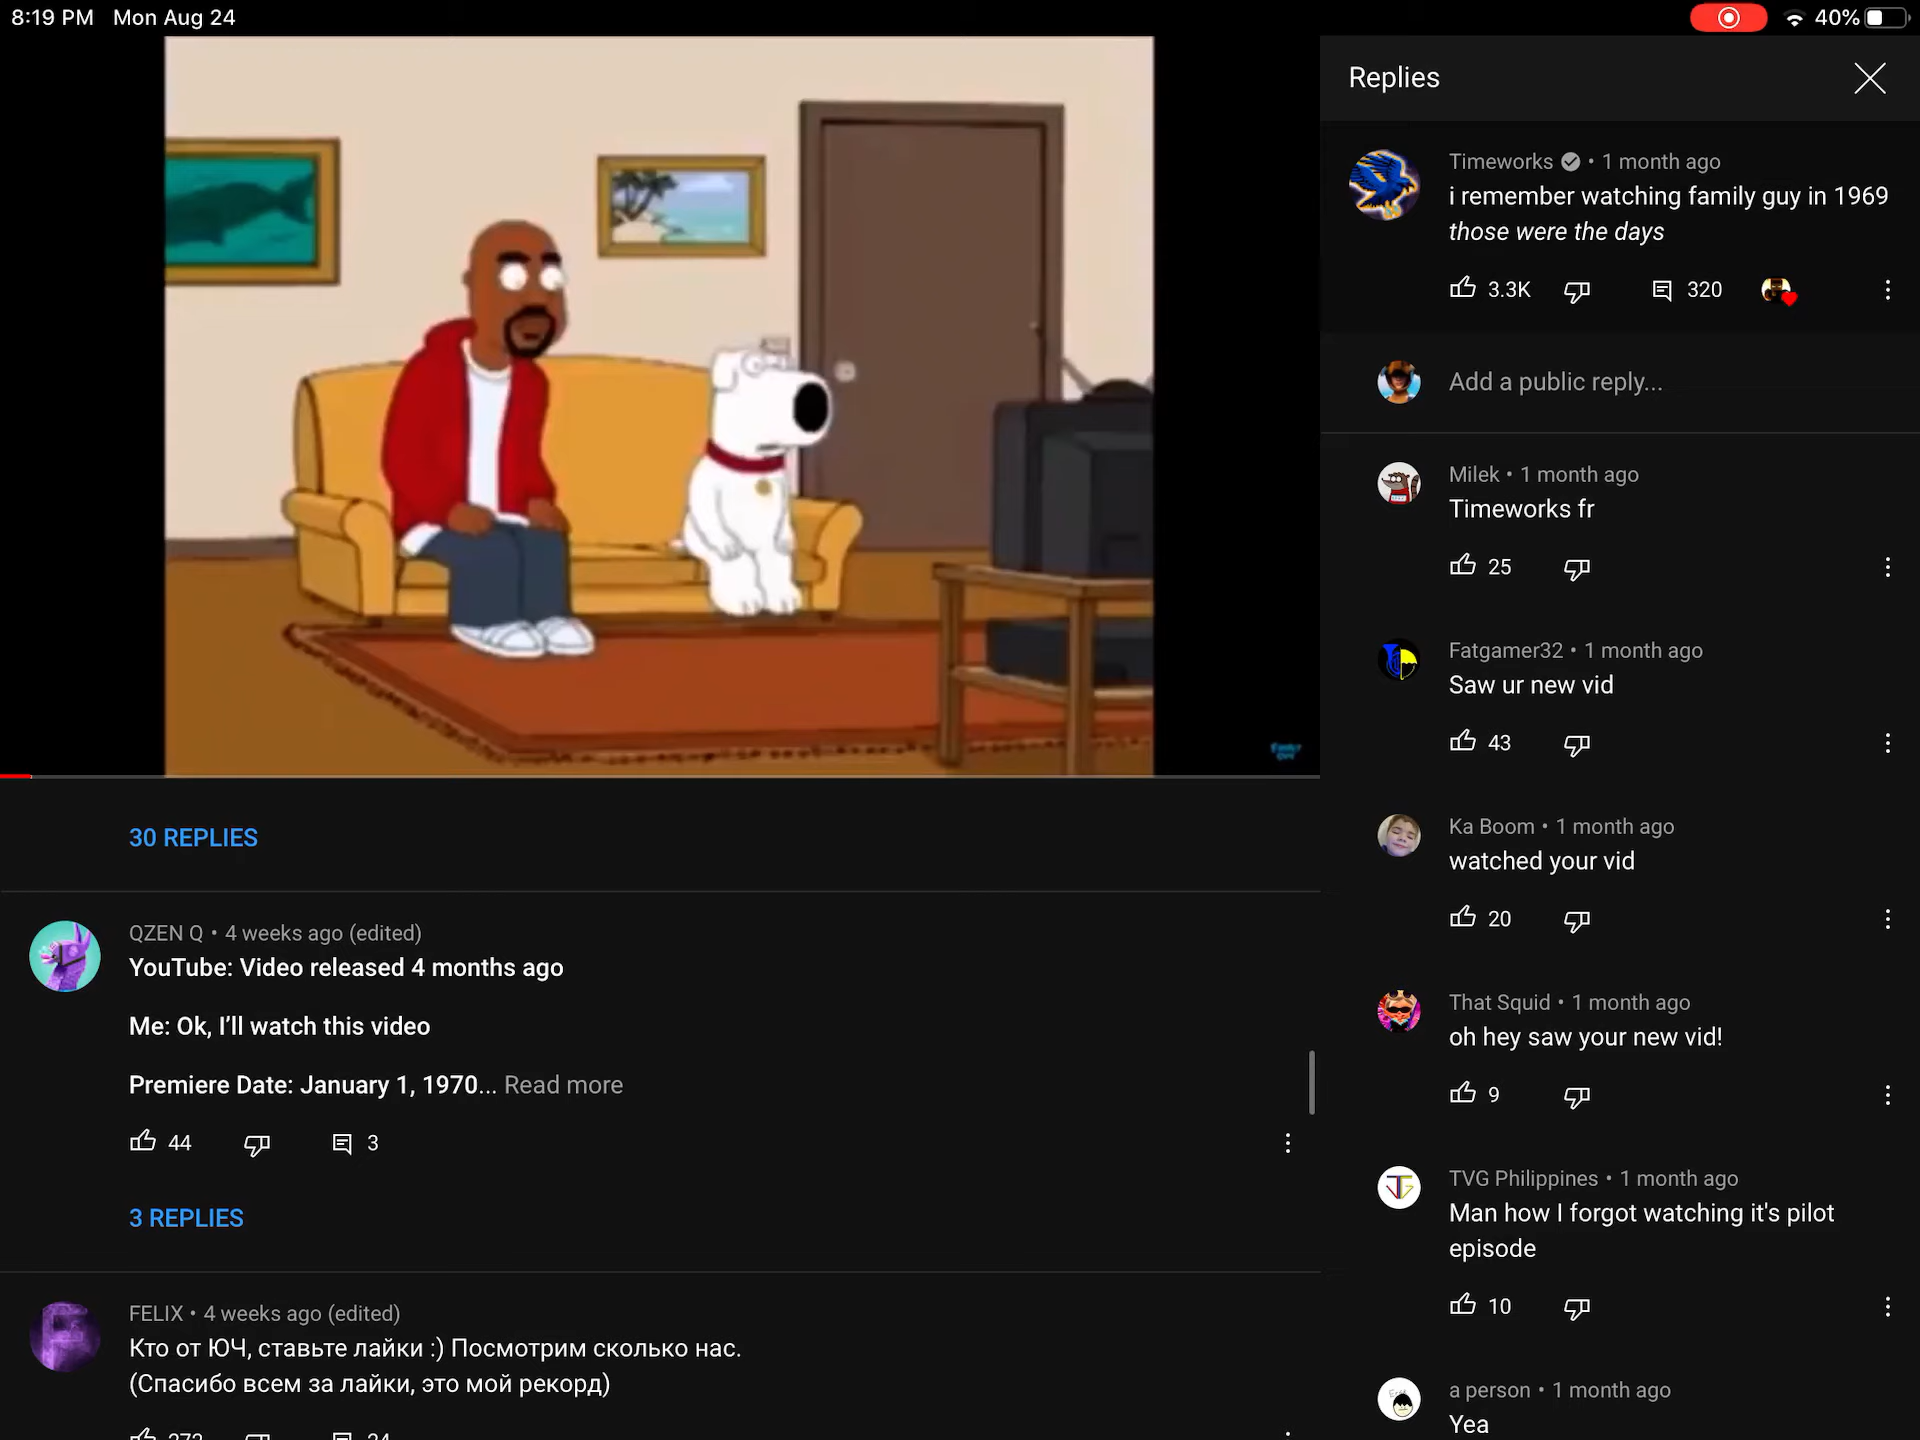 8:19 PM Mon Aug 24
40%
Replies
Timeworks • 1 month ago
i remember watching family guy in 1969
those were the days
3.3K 320
Add a public reply...
Milek • 1 month ago
Timeworks fr
25
Fatgamer32 • 1 month ago
Saw ur new vid
43
Ka Boom • 1 month ago
watched your vid
20
That Squid • 1 month ago
oh hey saw your new vid!
9
TVG Philippines • 1 month ago
Man how I forgot watching it's pilot
episode
10
a person • 1 month ago
Yea
FAMILY
GUY
30 REPLIES
QZEN Q • 4 weeks ago (edited)
YouTube: Video released 4 months ago
Me: Ok, I'll watch this video
Premiere Date: January 1, 1970... Read more
44 3
3 REPLIES
FELIX • 4 weeks ago (edited)
Кто от ЮЧ, ставьте лайки :) Посмотрим сколько нас.
(Спасибо всем за лайки, это мой рекорд)